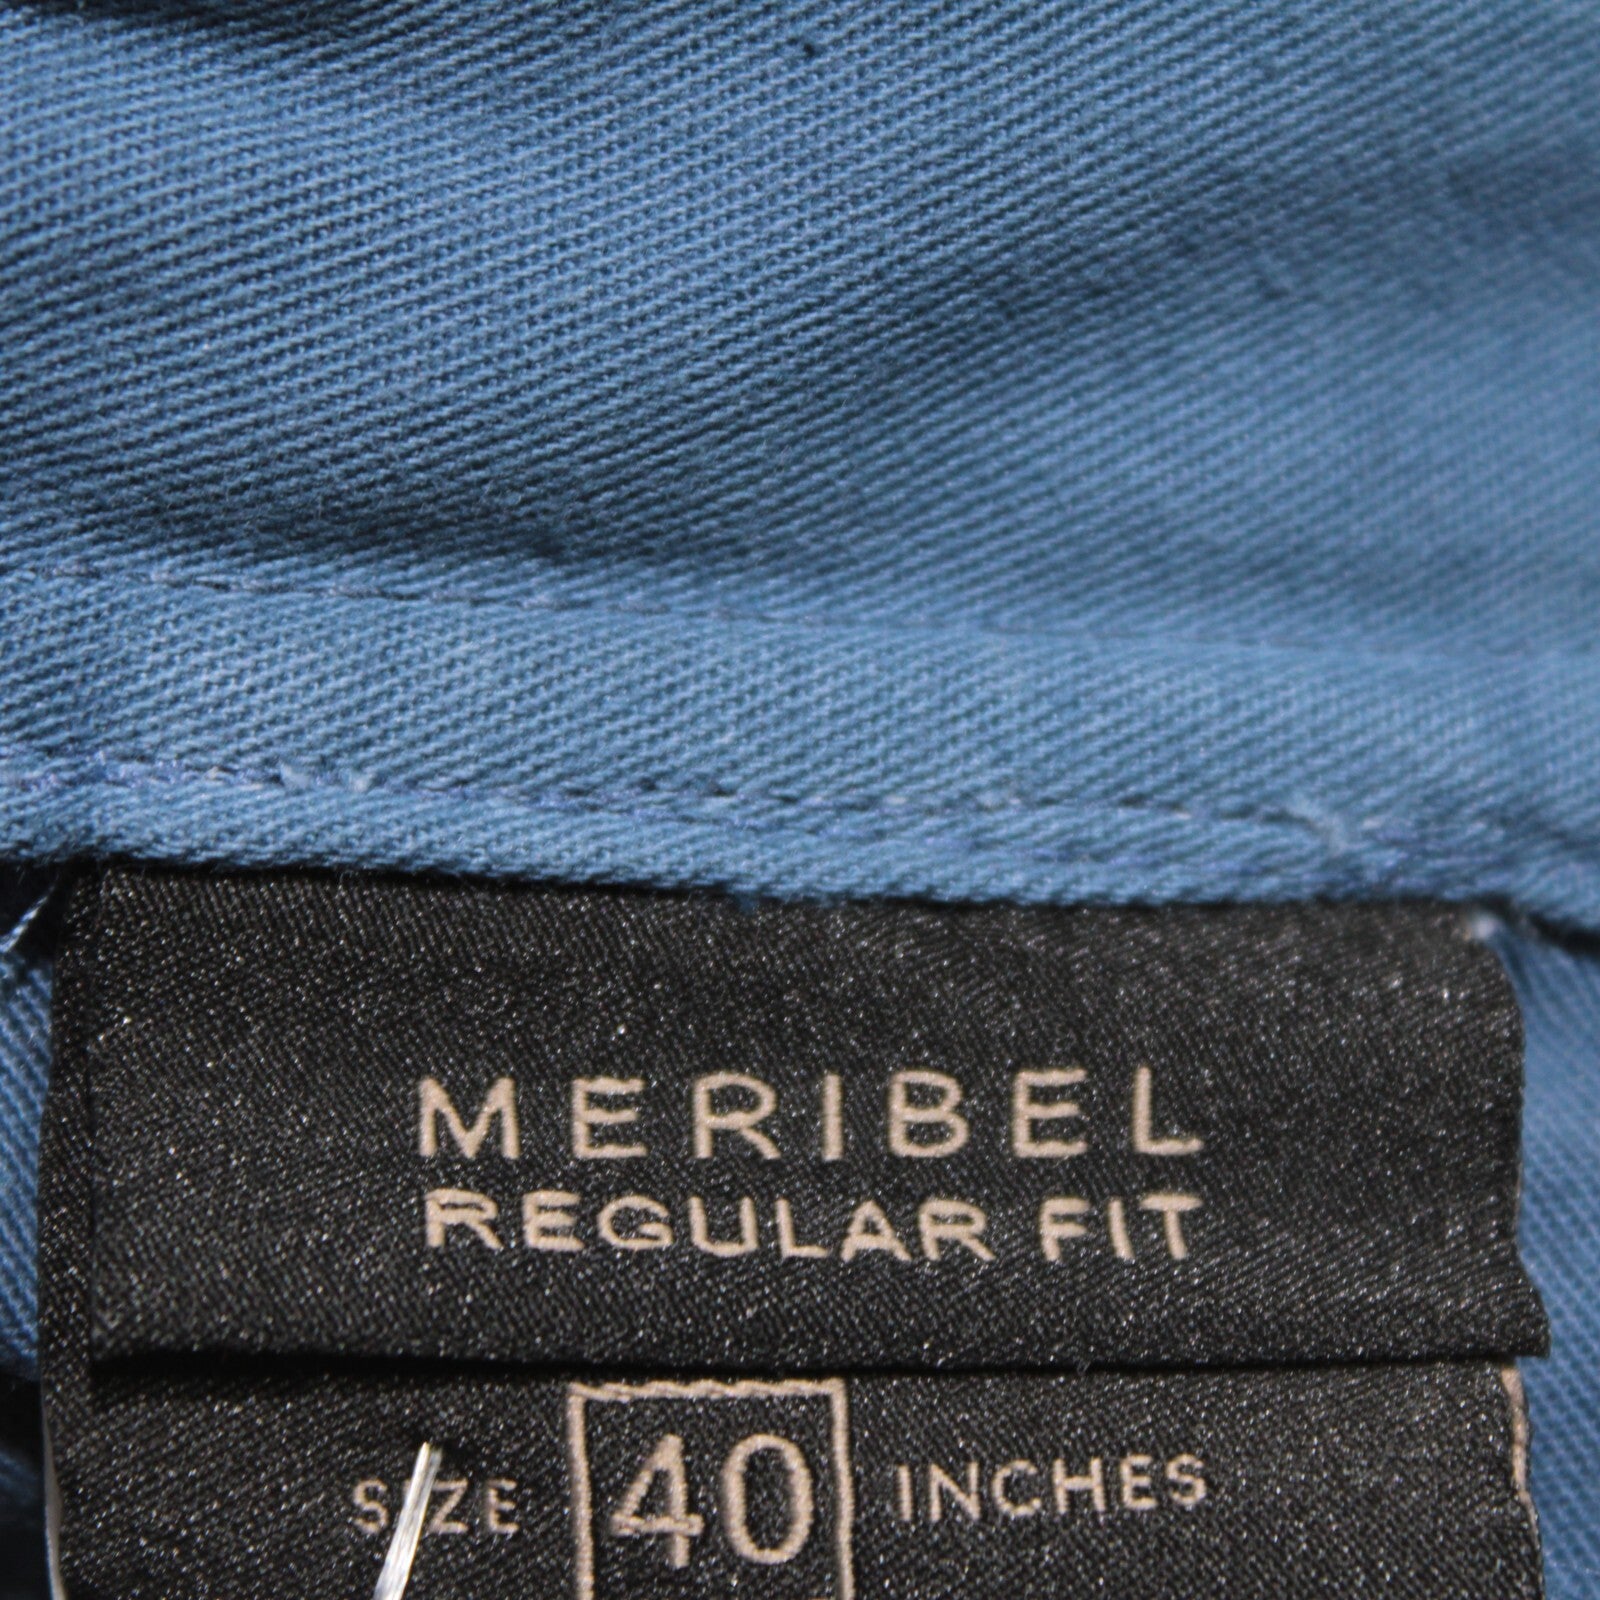 MERIBEL
REGULAR FIT
SIZE 40 INCHES